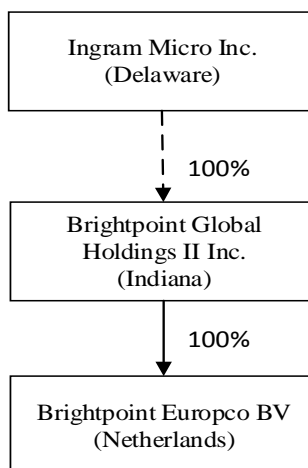 Ingram Micro Inc.
(Delaware)
100%
Brightpoint Global
Holdings II Inc.
(Indiana)
100%
Brightpoint Europco BV
(Netherlands)